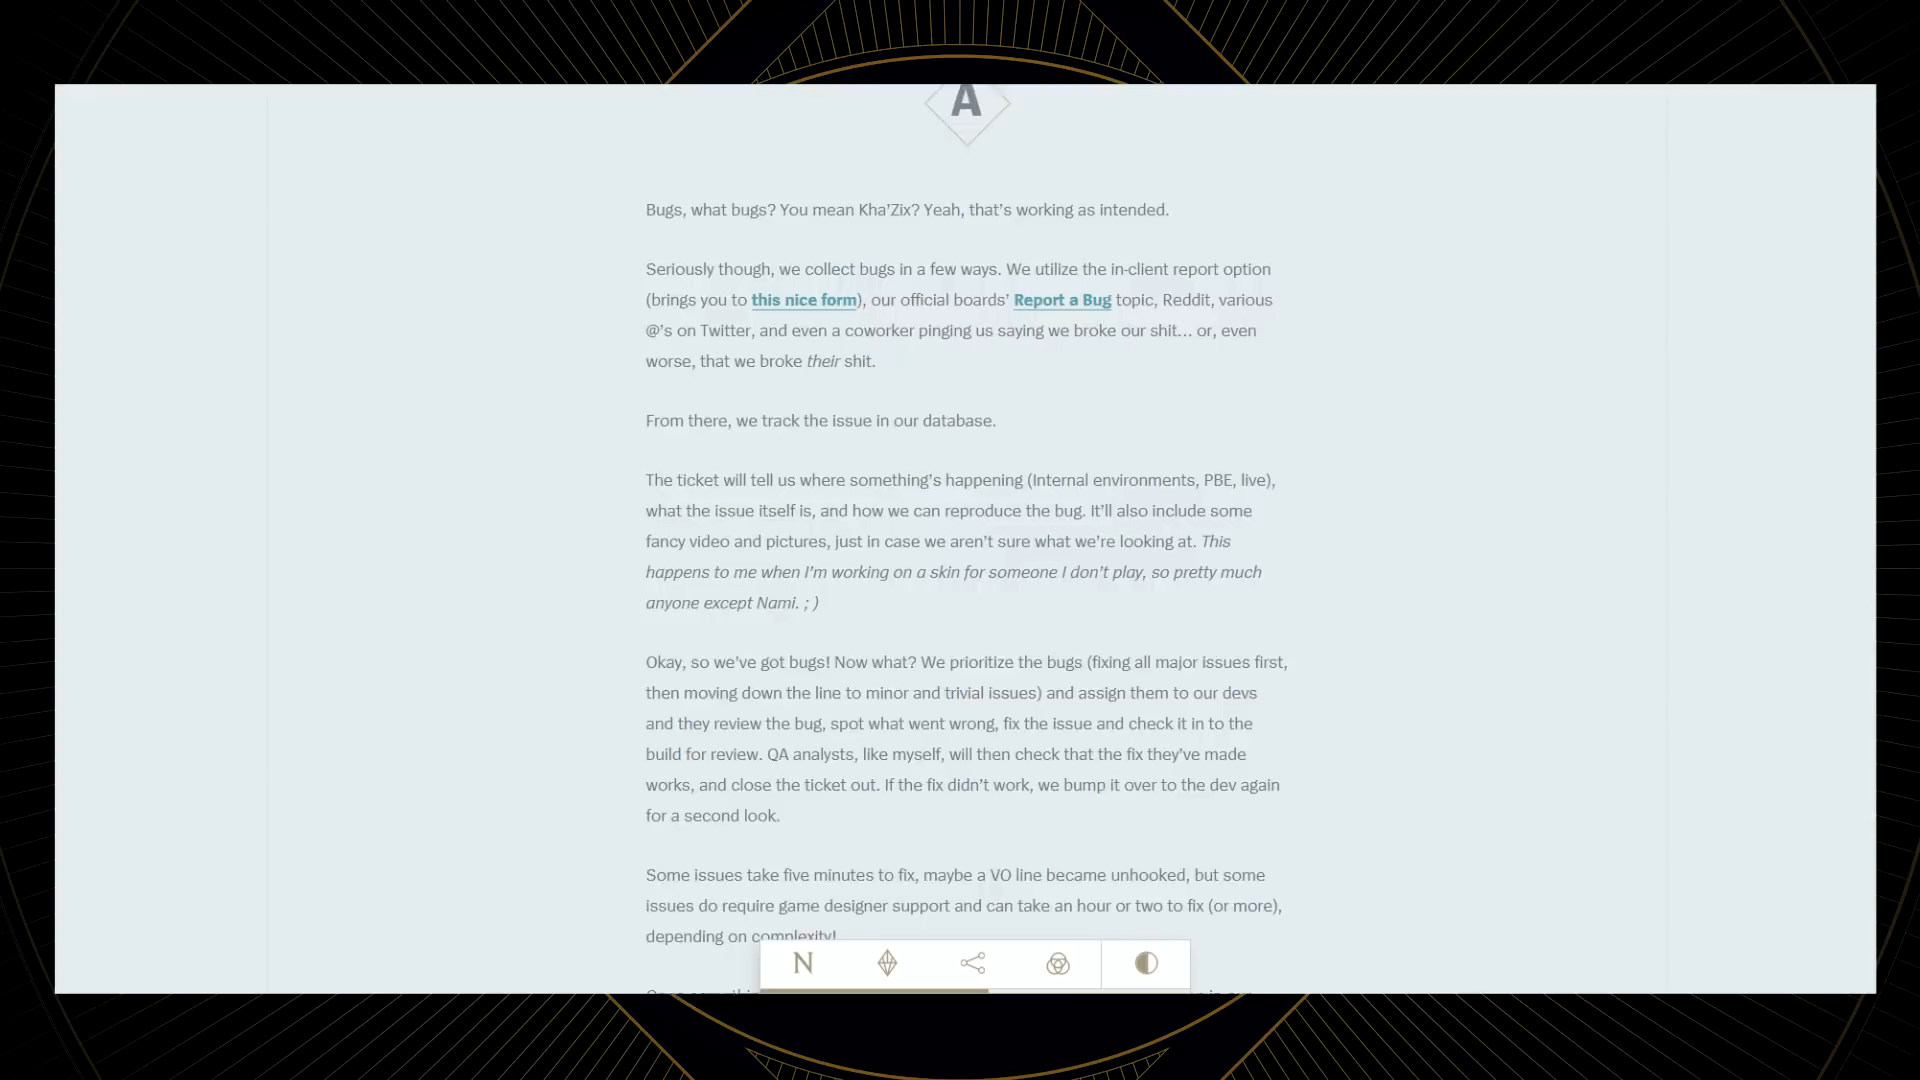 A
Bugs, what bugs? You mean Kha’Zix? Yeah, that’s working as intended.
Seriously though, we collect bugs in a few ways. We utilize the in-client report option
(brings you to this nice form), our official boards’ Report a Bug topic, Reddit, various
@’s on Twitter, and even a coworker pinging us saying we broke our shit… or, even
worse, that we broke their shit.
From there, we track the issue in our database.
The ticket will tell us where something’s happening (Internal environments, PBE, live),
what the issue itself is, and how we can reproduce the bug. It’ll also include some
fancy video and pictures, just in case we aren’t sure what we’re looking at. This
happens to me when I’m working on a skin for someone I don’t play, so pretty much
anyone except Nami. ; )
Okay, so we’ve got bugs! Now what? We prioritize the bugs (fixing all major issues first,
then moving down the line to minor and trivial issues) and assign them to our devs
and they review the bug, spot what went wrong, fix the issue and check it in to the
build for review. QA analysts, like myself, will then check that the fix they’ve made
works, and close the ticket out. If the fix didn’t work, we bump it over to the dev again
for a second look.
Some issues take five minutes to fix, maybe a VO line became unhooked, but some
issues do require game designer support and can take an hour or two to fix (or more),
depending on complexity!
N